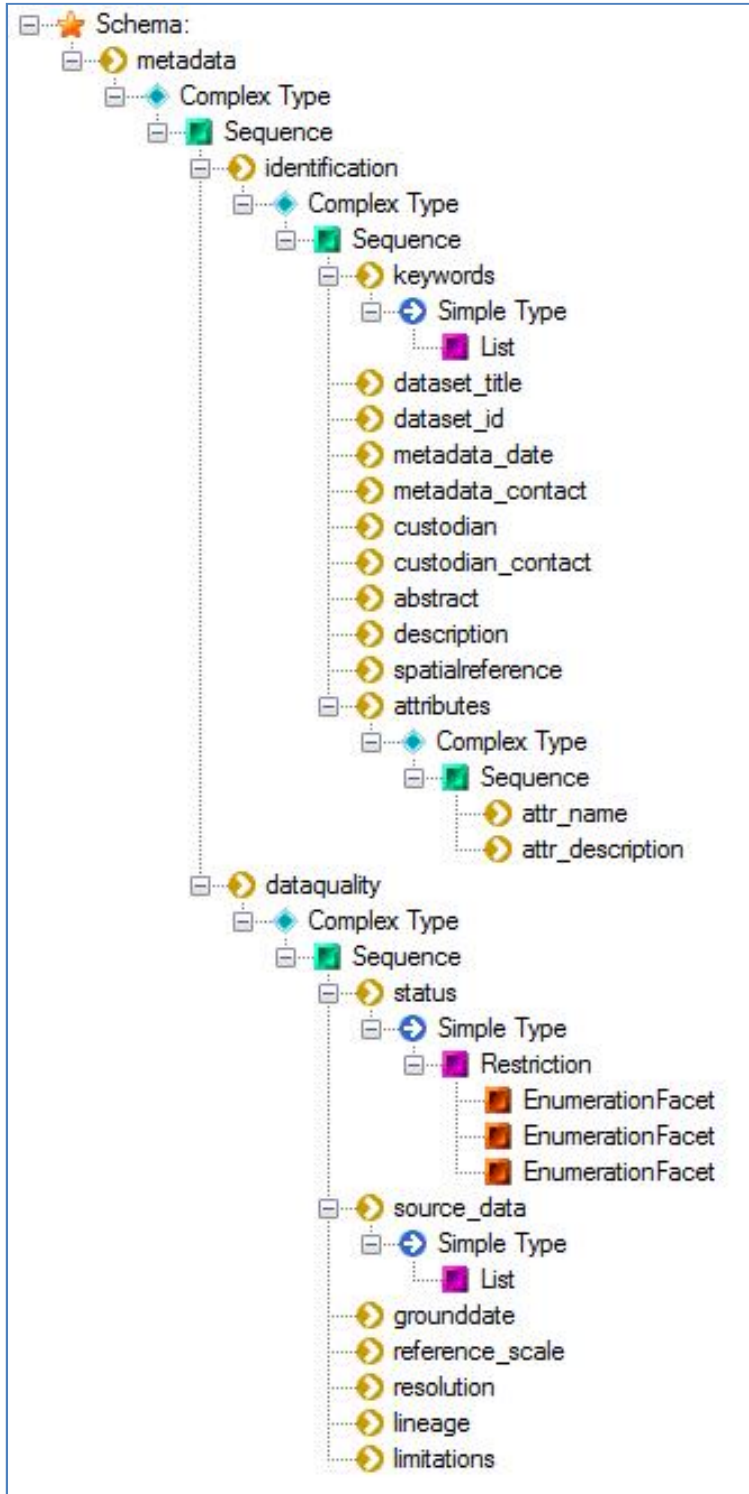 Schema:
metadata
Complex Type
Sequence
identification
Complex Type
Sequence
keywords
Simple Type
List
dataset_title
dataset_id
metadata_date
metadata_contact
custodian
custodian_contact
abstract
description
spatialreference
attributes
Complex Type
Sequence
attr_name
attr_description
dataquality
Complex Type
Sequence
status
Simple Type
Restriction
EnumerationFacet
EnumerationFacet
EnumerationFacet
source_data
Simple Type
List
grounddate
reference_scale
resolution
lineage
limitations